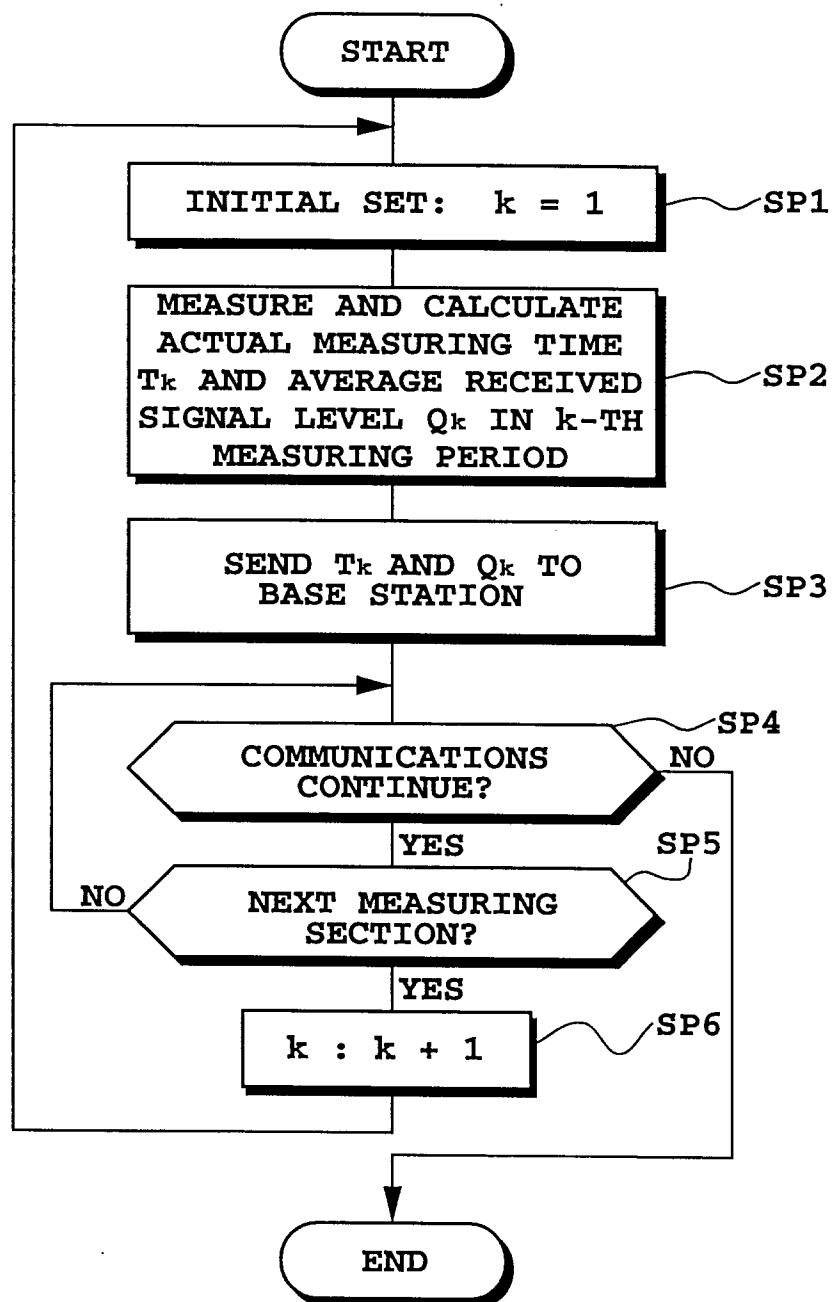 START
INITIAL SET: k = 1
SP1
MEASURE AND CALCULATE
ACTUAL MEASURING TIME
Tk AND AVERAGE RECEIVED
SIGNAL LEVEL Qk IN k-TH
MEASURING PERIOD
SP2
SEND Tk AND Qk TO
BASE STATION
SP3
SP4
COMMUNICATIONS
CONTINUE?
NO
YES
SP5
NO
NEXT MEASURING
SECTION?
YES
SP6
k : k + 1
END